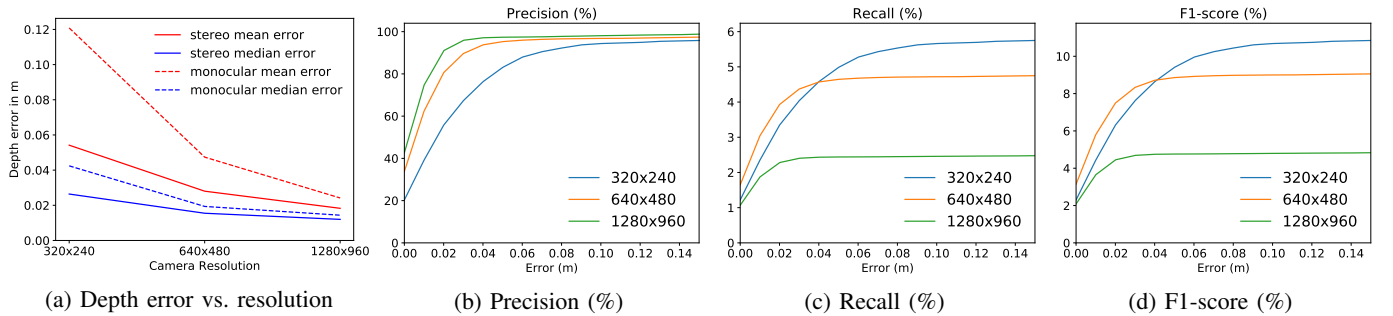 Depth error in m
0.12
0.10
0.08
0.06
0.04
0.02
0.00
stereo mean error
stereo median error
monocular mean error
monocular median error
320x240 640x480 1280x960
Camera Resolution
(a) Depth error vs. resolution
Precision (%)
100
80
60
40
20
0
320x240
640x480
1280x960
0.00 0.02 0.04 0.06 0.08 0.10 0.12 0.14
Error (m)
(b) Precision (%)
Recall (%)
6
5
4
3
2
1
0
320x240
640x480
1280x960
0.00 0.02 0.04 0.06 0.08 0.10 0.12 0.14
Error (m)
(c) Recall (%)
F1-score (%)
10
8
6
4
2
0
320x240
640x480
1280x960
0.00 0.02 0.04 0.06 0.08 0.10 0.12 0.14
Error (m)
(d) F1-score (%)